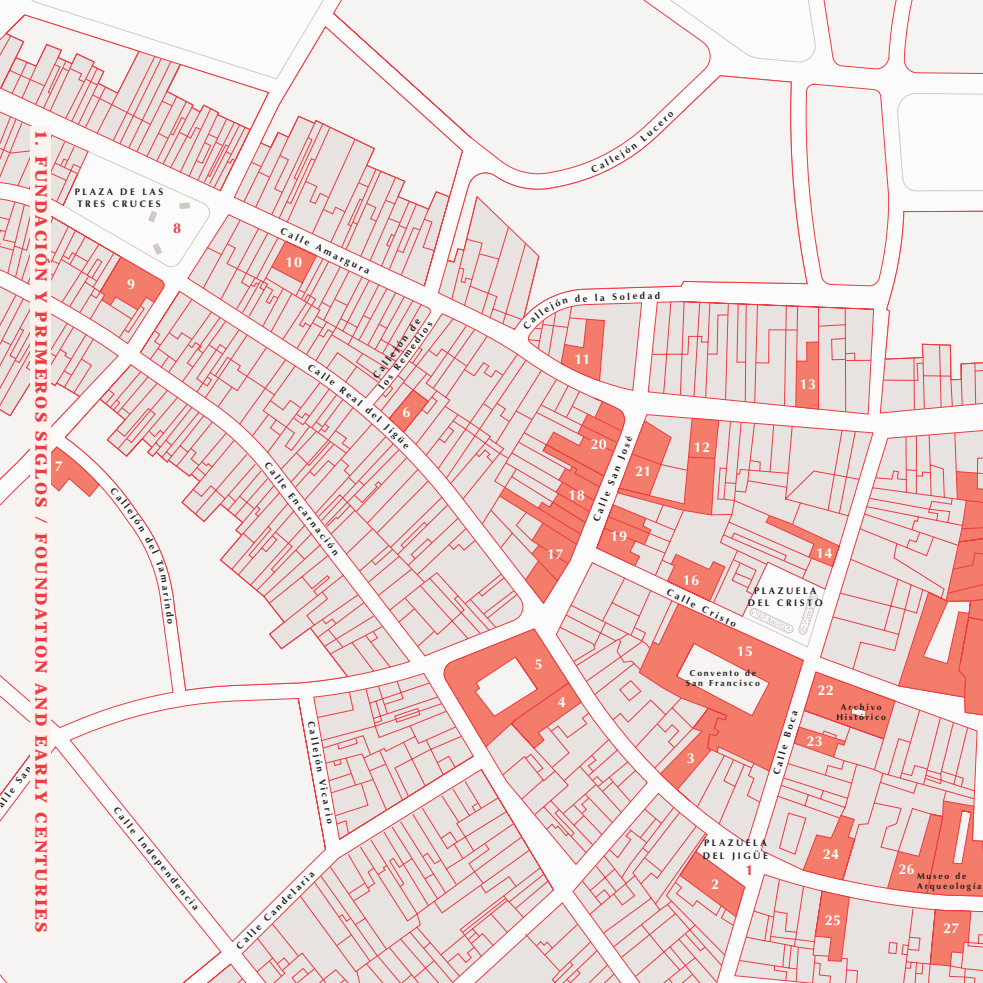 1. FUNDACIÓN Y PRIMEROS SIGLOS / FOUNDATION AND EARLY CENTURIES
Callejón Lucero
PLAZA DE LAS
TRES CRUCES
8
Calle Amargura
10
9
Callejón de la Soledad
Callejón de
los Remedios
11
13
Calle Real del Jigüe
6
20
12
Calle San José
21
7
Calle Encarnación
18
Callejón del Tamarindo
19
17
14
16
PLAZUELA
DEL CRISTO
Calle Cristo
15
5
Convento de
San Francisco
22
4
Archivo
Histórico
Calle Boca
23
Callejón Vicario
3
Calle San
Calle Independencia
PLAZUELA
DEL JIGÜE
24
1
26
Museo de
Arqueología
2
Calle Candelaria
25
27